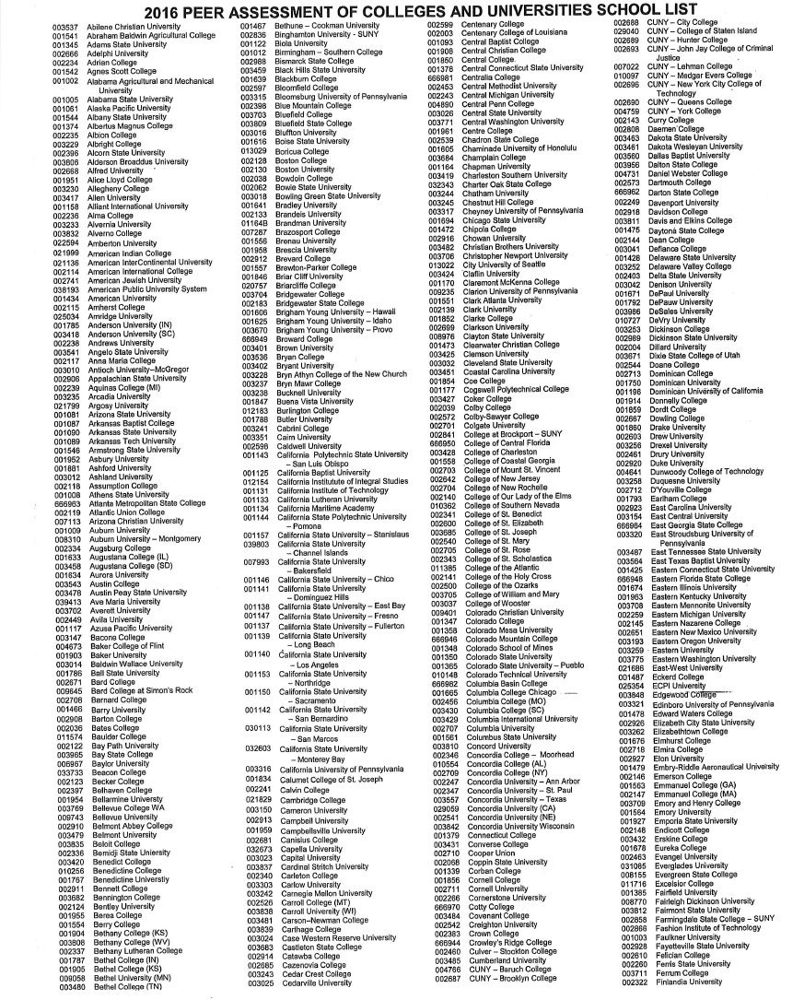 2016 PEER ASSESSMENT OF COLLEGES AND UNIVERSITIES SCHOOL LIST
003537 Abilene Christian University
001541 Abraham Baldwin Agricultural College
001345 Adams State University
002666 Adelphi University
002234 Adrian College
001542 Agnes Scott College
001002 Alabama Agricultural and Mechanical
University
001005 Alabama State University
001061 Alaska Pacific University
001544 Albany State University
001374 Albertus Magnus College
002235 Albion College
003229 Albright College
002396 Alcorn State University
003806 Alderson Broaddus University
002668 Alfred University
001951 Alice Lloyd College
003230 Allegheny College
003417 Allen University
001158 Alliant International University
002236 Alma College
003233 Alvernia University
003832 Alverno College
002594 Amberton University
021999 American Indian College
021136 American InterContinental University
002114 American International College
002741 American Jewish University
038193 American Public University System
001434 American University
002115 Amherst College
025034 Amridge University
001785 Anderson University (IN)
003418 Anderson University (SC)
002238 Andrews University
003541 Angelo State University
002117 Anna Maria College
003010 Antioch University–McGregor
002906 Appalachian State University
002239 Aquinas College (MI)
003235 Arcadia University
021799 Argosy University
001081 Arizona State University
001087 Arkansas Baptist College
001090 Arkansas State University
001089 Arkansas Tech University
001546 Armstrong State University
001952 Asbury University
001881 Ashford University
003012 Ashland University
002118 Assumption College
001008 Athens State University
666963 Atlanta Metropolitan State College
002119 Atlantic Union College
007113 Arizona Christian University
001009 Auburn University
008310 Auburn University – Montgomery
002334 Augsburg College
001633 Augustana College (IL)
003458 Augustana College (SD)
001634 Aurora University
003543 Austin College
003478 Austin Peay State University
039413 Ave Maria University
003702 Averett University
002449 Avila University
001117 Azusa Pacific University
003147 Bacone College
004673 Baker College of Flint
001903 Baker University
003014 Baldwin Wallace University
001786 Ball State University
002671 Bard College
009645 Bard College at Simon's Rock
002708 Barnard College
001466 Barry University
002908 Barton College
002036 Bates College
011574 Baulder College
002122 Bay Path University
003965 Bay State College
006967 Baylor University
033733 Beacon College
002123 Becker College
002397 Belhaven College
001954 Bellarmine University
003769 Bellevue College WA
009743 Bellevue University
002910 Belmont Abbey College
003479 Belmont University
003835 Beloit College
002336 Bemidji State University
003420 Benedict College
010256 Benedictine College
001767 Benedictine University
002911 Bennett College
003682 Bennington College
002124 Bentley University
001955 Berea College
001554 Berry College
001904 Bethany College (KS)
003808 Bethany College (WV)
002337 Bethany Lutheran College
001787 Bethel College (IN)
001905 Bethel College (KS)
009058 Bethel University (MN)
003480 Bethel College (TN)
001467 Bethune – Cookman University
002836 Binghamton University - SUNY
001122 Biola University
001012 Birmingham – Southern College
002988 Bismarck State College
003459 Black Hills State University
001639 Blackburn College
002597 Bloomfield College
003315 Bloomsburg University of Pennsylvania
002398 Blue Mountain College
003703 Bluefield College
003809 Bluefield State College
003016 Bluffton University
001616 Boise State University
013029 Boricua College
002128 Boston College
002130 Boston University
002038 Bowdoin College
002062 Bowie State University
003018 Bowling Green State University
001641 Bradley University
002133 Brandeis University
01164B Brandman University
007287 Brazosport College
001556 Brenau University
001958 Brescia University
002912 Brevard College
001557 Brewton-Parker College
001846 Briar Cliff University
020757 Briarcliffe College
003704 Bridgewater College
002183 Bridgewater State College
001606 Brigham Young University – Hawaii
001625 Brigham Young University – Idaho
003670 Brigham Young University – Provo
666949 Broward College
003401 Brown University
003536 Bryan College
003402 Bryant University
003228 Bryn Athyn College of the New Church
003237 Bryn Mawr College
003238 Bucknell University
001847 Buena Vista University
012183 Burlington College
001788 Butler University
003241 Cabrini College
003351 Cairn University
002598 Caldwell University
001143 California Polytechnic State University
– San Luis Obispo
001125 California Baptist University
012154 California Institutute of Integral Studies
001131 California Institute of Technology
001133 California Lutheran University
001134 California Maritime Academy
001144 California State Polytechnic University
– Pomona
001157 California State University – Stanislaus
039803 California State University
– Channel Islands
007993 California State University
– Bakersfield
001146 California State University – Chico
001141 California State University
– Dominguez Hills
001138 California State University – East Bay
001147 California State University – Fresno
001137 California State University – Fullerton
001139 California State University
– Long Beach
001140 California State University
– Los Angeles
001153 California State University
– Northridge
001150 California State University
– Sacramento
001142 California State University
– San Bernardino
030113 California State University
– San Marcos
032603 California State University
– Monterey Bay
003316 California University of Pennsylvania
001834 Calumet College of St. Joseph
002241 Calvin College
021829 Cambridge College
003150 Cameron University
002913 Campbell University
001959 Campbellsville University
002681 Canisius College
032673 Capella University
003023 Capital University
003837 Cardinal Stritch University
002340 Carleton College
003303 Carlow University
003242 Carnegie Mellon University
002526 Carroll College (MT)
003838 Carroll University (WI)
003481 Carson–Newman College
003839 Carthage College
003024 Case Western Reserve University
003683 Castleton State College
002914 Catawba College
002685 Cazenovia College
003243 Cedar Crest College
003025 Cedarville University
002599 Centenary College
002003 Centenary College of Louisiana
001093 Central Baptist College
001908 Central Christian College
001850 Central College
001378 Central Connecticut State University
666981 Centralia College
002453 Central Methodist University
002243 Central Michigan University
004890 Central Penn College
003026 Central State University
003771 Central Washington University
001961 Centre College
002539 Chadron State College
001605 Chaminade University of Honolulu
003684 Champlain College
001164 Chapman University
003419 Charleston Southern University
032343 Charter Oak State College
003244 Chatham University
003245 Chestnut Hill College
003317 Cheyney University of Pennsylvania
001694 Chicago State University
001472 Chipola College
002916 Chowan University
003482 Christian Brothers University
003706 Christopher Newport University
013022 City University of Seattle
003424 Claflin University
001170 Claremont McKenna College
009235 Clarion University of Pennsylvania
001551 Clark Atlanta University
002139 Clark University
001852 Clarke College
002699 Clarkson University
008976 Clayton State University
001473 Clearwater Christian College
003425 Clemson University
003032 Cleveland State University
003451 Coastal Carolina University
001854 Coe College
001177 Cogswell Polytechnical College
003427 Coker College
002039 Colby College
002572 Colby-Sawyer College
002701 Colgate University
002841 College at Brockport – SUNY
666950 College of Central Florida
003428 College of Charleston
001558 College of Coastal Georgia
002703 College of Mount St. Vincent
002642 College of New Jersey
002704 College of New Rochelle
002140 College of Our Lady of the Elms
010362 College of Southern Nevada
002341 College of St. Benedict
002600 College of St. Elizabeth
003685 College of St. Joseph
002540 College of St. Mary
002705 College of St. Rose
002343 College of St. Scholastica
011385 College of the Atlantic
002141 College of the Holy Cross
002500 College of the Ozarks
003705 College of William and Mary
003037 College of Wooster
009401 Colorado Christian University
001347 Colorado College
001358 Colorado Mesa University
666946 Colorado Mountain College
001348 Colorado School of Mines
001350 Colorado State University
001365 Colorado State University – Pueblo
010148 Colorado Technical University
666982 Columbia Basin College
001665 Columbia College Chicago
002456 Columbia College (MO)
003430 Columbia College (SC)
003429 Columbia International University
002707 Columbia University
001561 Columbus State University
003810 Concord University
002346 Concordia College – Moorhead
010554 Concordia College (AL)
002709 Concordia College (NY)
002247 Concordia University – Ann Arbor
002347 Concordia University – St. Paul
003557 Concordia University – Texas
029059 Concordia University (CA)
002541 Concordia University (NE)
003842 Concordia University Wisconsin
001379 Connecticut College
003431 Converse College
002710 Cooper Union
002068 Coppin State University
001339 Corban College
001856 Cornell College
002711 Cornell University
002266 Cornerstone University
666970 Cotty College
003484 Covenant College
002542 Creighton University
002383 Crown College
666944 Crowley's Ridge College
002460 Culver – Stockton College
003485 Cumberland University
004766 CUNY – Baruch College
002687 CUNY – Brooklyn College
002688 CUNY – City College
029040 CUNY – College of Staten Island
002689 CUNY – Hunter College
002693 CUNY – John Jay College of Criminal
Justice
007022 CUNY – Lehman College
010097 CUNY – Medgar Evers College
002696 CUNY – New York City College of
Technology
002690 CUNY – Queens College
004759 CUNY – York College
002143 Curry College
002808 Daemen College
003463 Dakota State University
003461 Dakota Wesleyan University
003560 Dallas Baptist University
003956 Dalton State College
004731 Daniel Webster College
002573 Dartmouth College
666962 Darton State College
002249 Davenport University
002918 Davidson College
003811 Davis and Elkins College
001475 Daytona State College
002144 Dean College
003041 Defiance College
001428 Delaware State University
003252 Delaware Valley College
002403 Delta State University
003042 Denison University
001671 DePaul University
001792 DePauw University
003986 DeSales University
010727 DeVry University
003253 Dickinson College
002989 Dickinson State University
002004 Dillard University
003671 Dixie State College of Utah
002544 Doane College
002713 Dominican College
001750 Dominican University
001196 Dominican University of California
001914 Donnelly College
001859 Dordt College
002667 Dowling College
001860 Drake University
002603 Drew University
003256 Drexel University
002461 Drury University
002920 Duke University
004641 Dunwoody College of Technology
003258 Duquesne University
002712 D'Youville College
001793 Earlham College
002923 East Carolina University
003154 East Central University
666964 East Georgia State College
003320 East Stroudsburg University of
Pennsylvania
003487 East Tennessee State University
003564 East Texas Baptist University
001425 Eastern Connecticut State University
666948 Eastern Florida State College
001674 Eastern Illinois University
001963 Eastern Kentucky University
003708 Eastern Mennonite University
002259 Eastern Michigan University
002145 Eastern Nazarene College
002651 Eastern New Mexico University
003193 Eastern Oregon University
003259 Eastern University
003775 Eastern Washington University
021686 East-West University
001487 Eckerd College
025354 ECPI University
003848 Edgewood College
003321 Edinboro University of Pennsylvania
001478 Edward Waters College
002926 Elizabeth City State University
003262 Elizabethtown College
001676 Elmhurst College
002718 Elmira College
002927 Elon University
001479 Embry-Riddle Aeronautical University
002146 Emerson College
001563 Emmanuel College (GA)
002147 Emmanuel College (MA)
003709 Emory and Henry College
001564 Emory University
001927 Emporia State University
002148 Endicott College
003432 Erskine College
001678 Eureka College
002463 Evangel University
031085 Everglades University
008155 Evergreen State College
011716 Excelsior College
001385 Fairfield University
008770 Fairleigh Dickinson University
003812 Fairmont State University
002858 Farmingdale State College – SUNY
002866 Fashion Institute of Technology
001003 Faulkner University
002928 Fayetteville State University
002610 Felician College
002260 Ferris State University
003711 Ferrum College
002322 Finlandia University